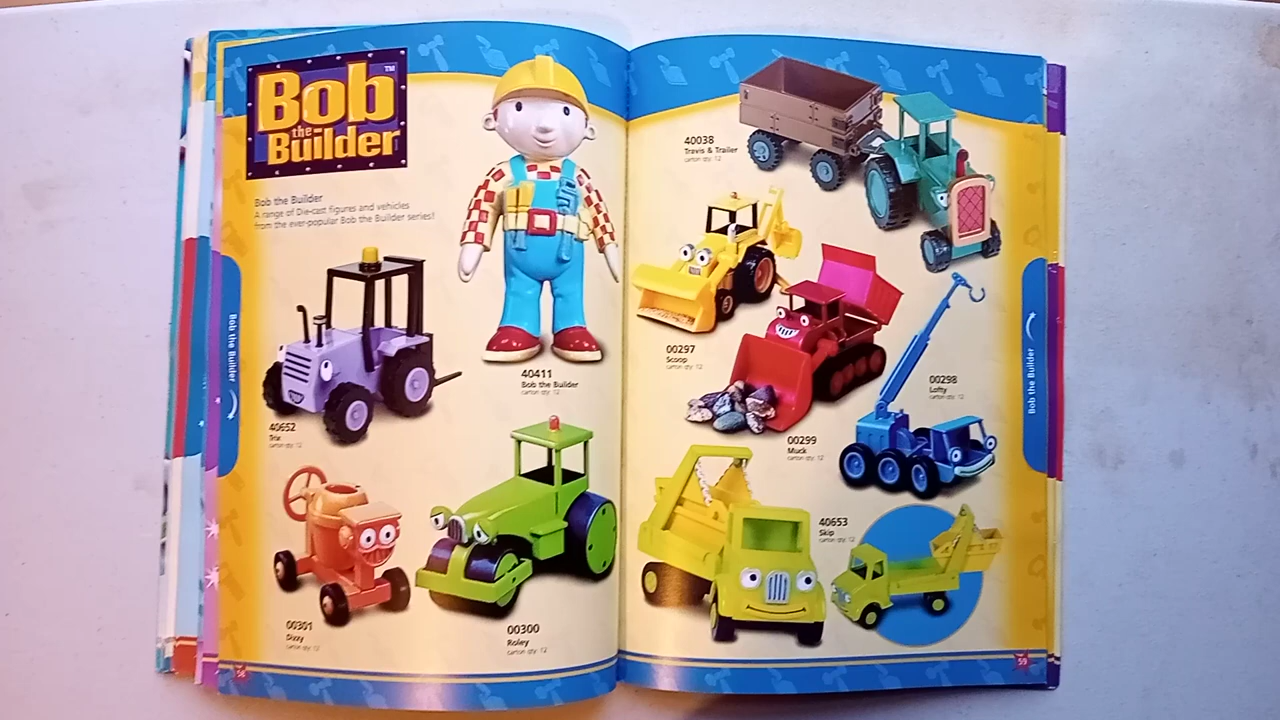 Bob
TM
the
Builder
Bob the Builder
A range of Die-cast figures and vehicles
from the ever-popular Bob the Builder series!
40652
Trix
carton qty: 12
40411
Bob the Builder
carton qty: 12
00301
Dizzy
carton qty: 12
00300
Roley
carton qty: 12
Bob the Builder
58
40038
Travis & Trailer
carton qty: 12
00297
Scoop
carton qty: 12
00299
Muck
carton qty: 12
00298
Lofty
carton qty: 12
40653
Skip
carton qty: 12
Bob the Builder
59